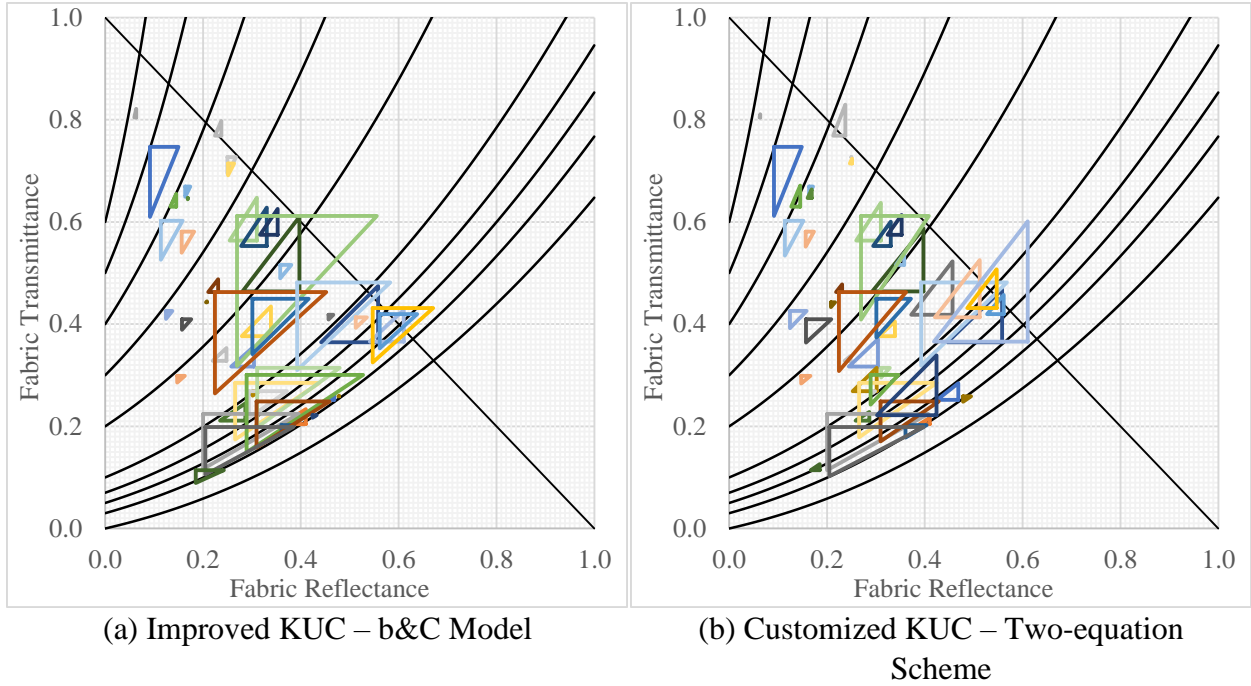 1.0
0.8
0.6
0.4
0.2
0.0
Fabric Transmittance
0.0 0.2 0.4 0.6 0.8 1.0
Fabric Reflectance
(a) Improved KUC – b&C Model
1.0
0.8
0.6
0.4
0.2
0.0
Fabric Transmittance
0.0 0.2 0.4 0.6 0.8 1.0
Fabric Reflectance
(b) Customized KUC – Two-equation
Scheme